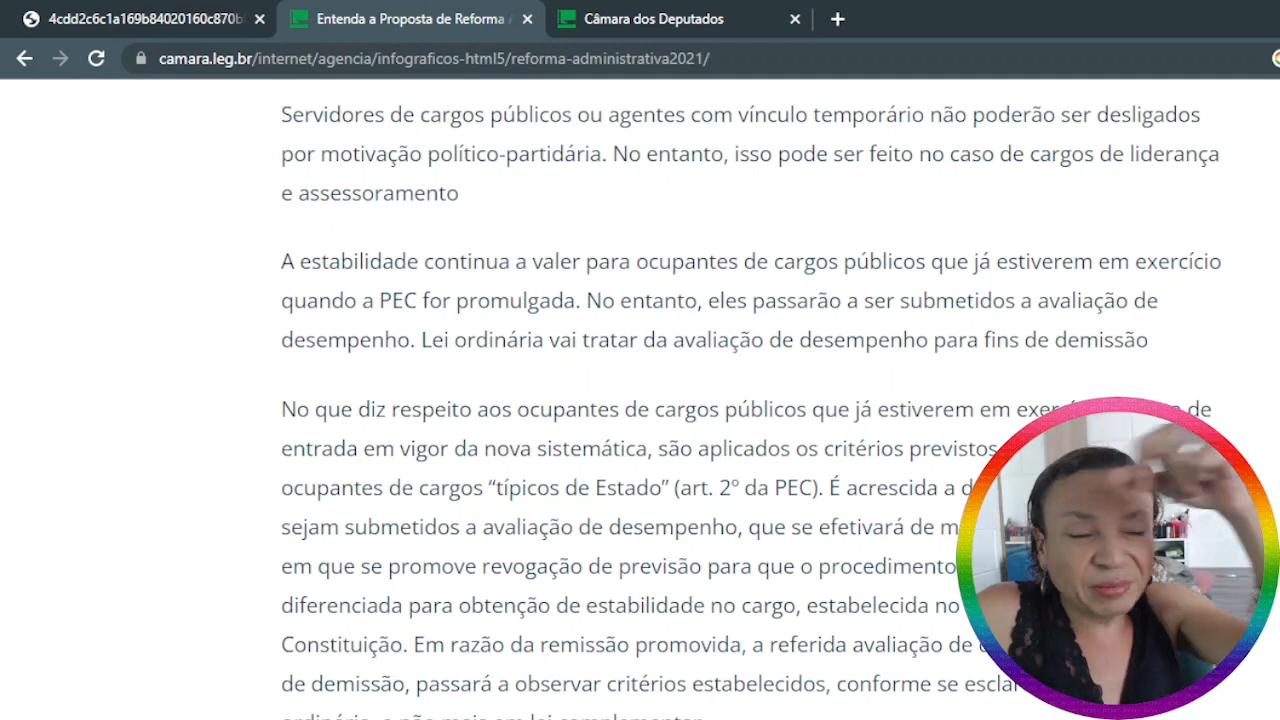 4cdd2c6c1a169b84020160c870b
Entenda a Proposta de Reforma
Câmara dos Deputados
camara.leg.br/internet/agencia/infograficos-html5/reforma-administrativa2021/
Servidores de cargos públicos ou agentes com vínculo temporário não poderão ser desligados
por motivação político-partidária. No entanto, isso pode ser feito no caso de cargos de liderança
e assessoramento
A estabilidade continua a valer para ocupantes de cargos públicos que já estiverem em exercício
quando a PEC for promulgada. No entanto, eles passarão a ser submetidos a avaliação de
desempenho. Lei ordinária vai tratar da avaliação de desempenho para fins de demissão
No que diz respeito aos ocupantes de cargos públicos que já estiverem em de
entrada em vigor da nova sistemática, são aplicados os critérios previstos
ocupantes de cargos “típicos de Estado” (art. 2º da PEC). É acrescida a
sejam submetidos a avaliação de desempenho, que se efetivará de
em que se promove revogação de previsão para que o procedimento
diferenciada para obtenção de estabilidade no cargo, estabelecida no
Constituição. Em razão da remissão promovida, a referida avaliação de
de demissão, passará a observar critérios estabelecidos, conforme se
ordinária, e não mais em lei complementar